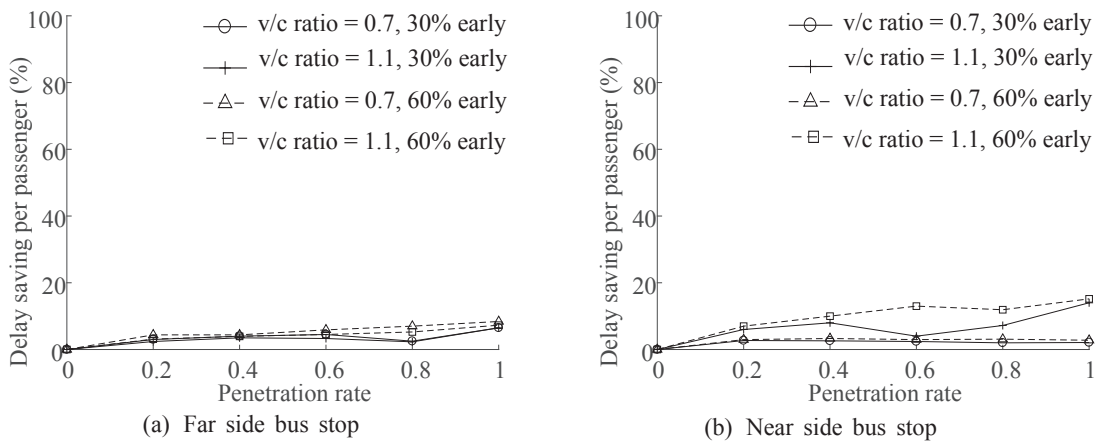 Delay saving per passenger (%)
100
80
60
40
20
0
v/c ratio = 0.7, 30% early
v/c ratio = 1.1, 30% early
v/c ratio = 0.7, 60% early
v/c ratio = 1.1, 60% early
0 0.2 0.4 0.6 0.8 1
Penetration rate
(a) Far side bus stop
Delay saving per passenger (%)
100
80
60
40
20
0
v/c ratio = 0.7, 30% early
v/c ratio = 1.1, 30% early
v/c ratio = 0.7, 60% early
v/c ratio = 1.1, 60% early
0 0.2 0.4 0.6 0.8 1
Penetration rate
(b) Near side bus stop